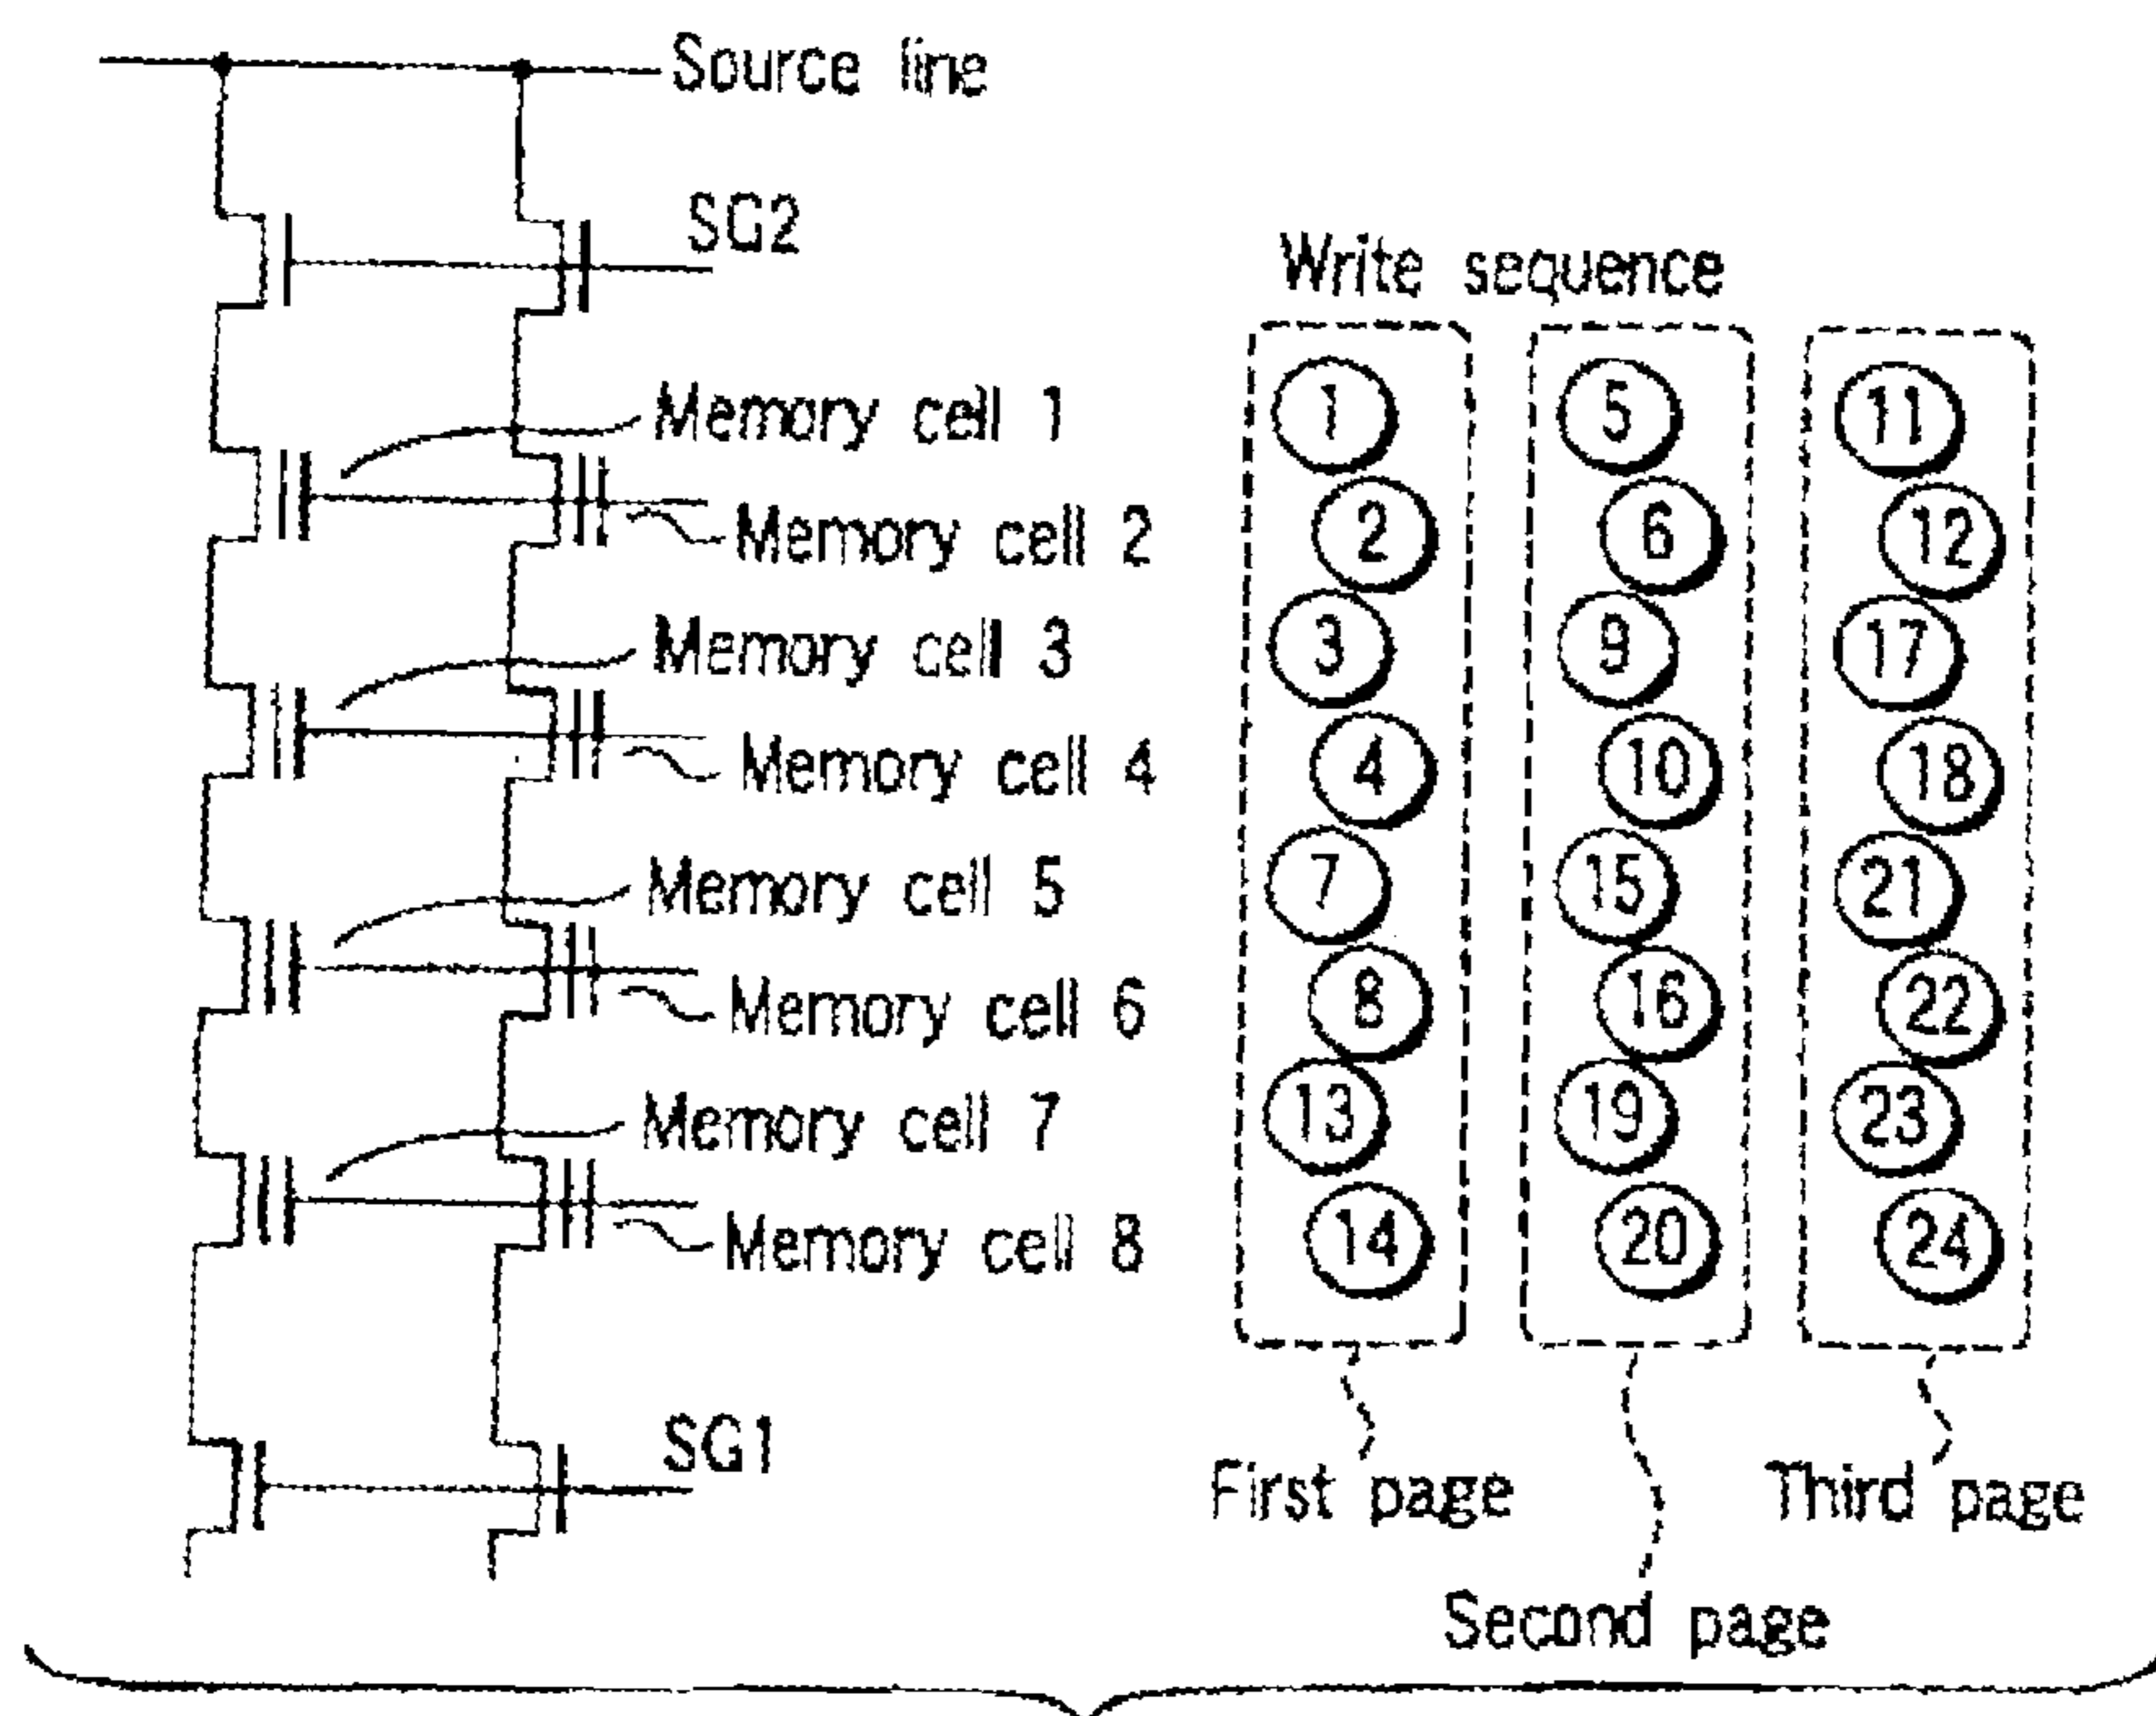 Source line
SG2
Write sequence
Memory cell 1
Memory cell 2
Memory cell 3
Memory cell 4
Memory cell 5
Memory cell 6
Memory cell 7
Memory cell 8
SG1
1 5 11
2 6 12
3 9 17
4 10 18
7 15 21
8 16 22
13 19 23
14 20 24
First page
Third page
Second page